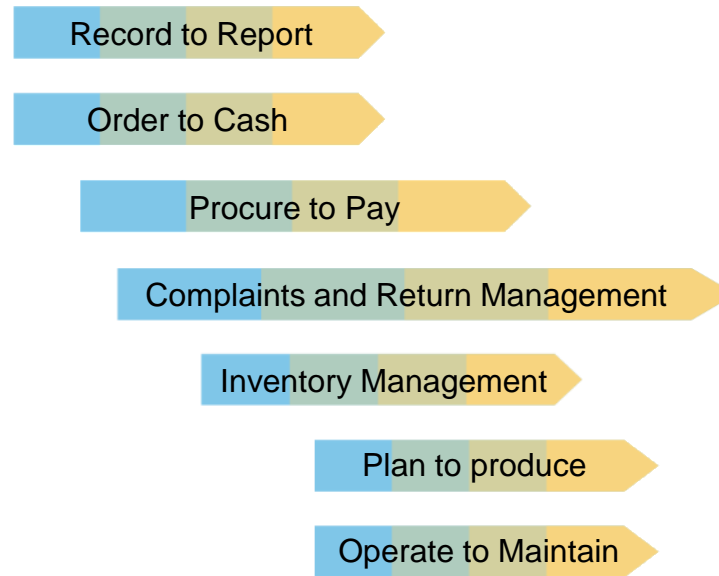 Record to Report
Order to Cash
Procure to Pay
Complaints and Return Management
Inventory Management
Plan to produce
Operate to Maintain